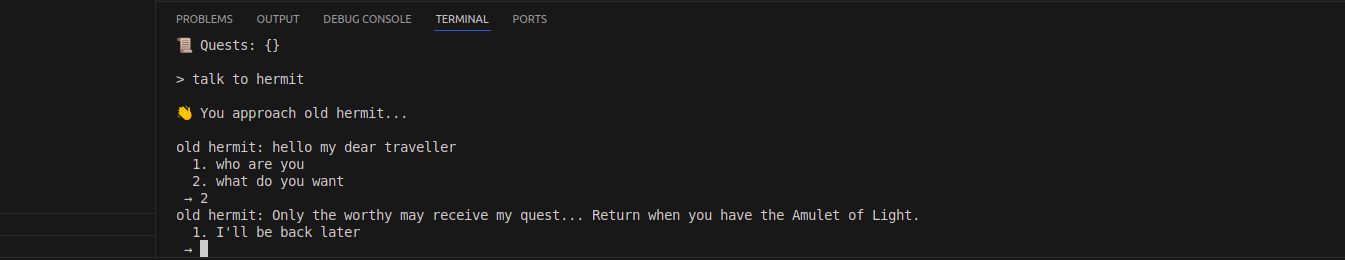 PROBLEMS OUTPUT DEBUG CONSOLE TERMINAL PORTS
📜 Quests: {}
> talk to hermit
👋 You approach old hermit...
old hermit: hello my dear traveller
1. who are you
2. what do you want
→ 2
old hermit: Only the worthy may receive my quest... Return when you have the Amulet of Light.
1. I'll be back later
→